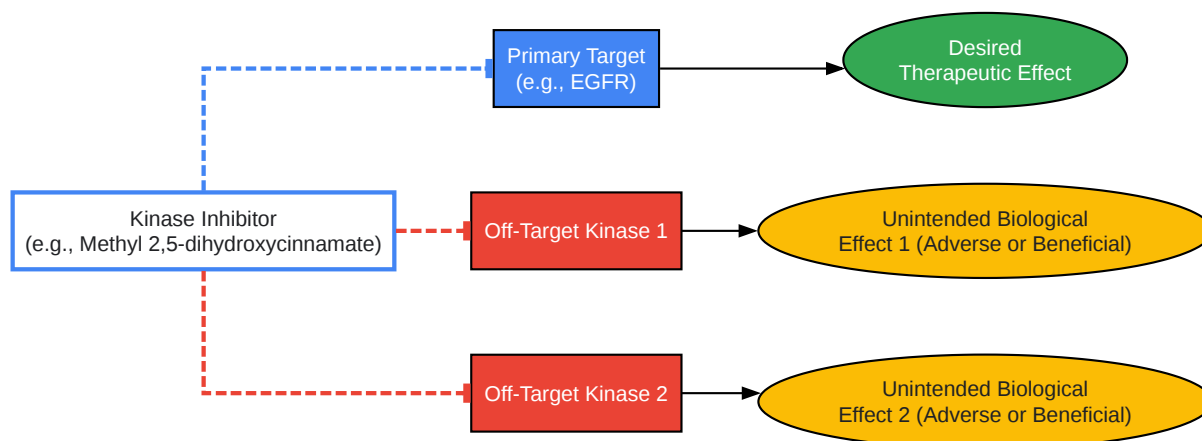 Primary Target
(e.g., EGFR)
Desired
Therapeutic Effect
Kinase Inhibitor
(e.g., Methyl 2,5-dihydroxycinnamate)
Off-Target Kinase 1
Unintended Biological
Effect 1 (Adverse or Beneficial)
Off-Target Kinase 2
Unintended Biological
Effect 2 (Adverse or Beneficial)